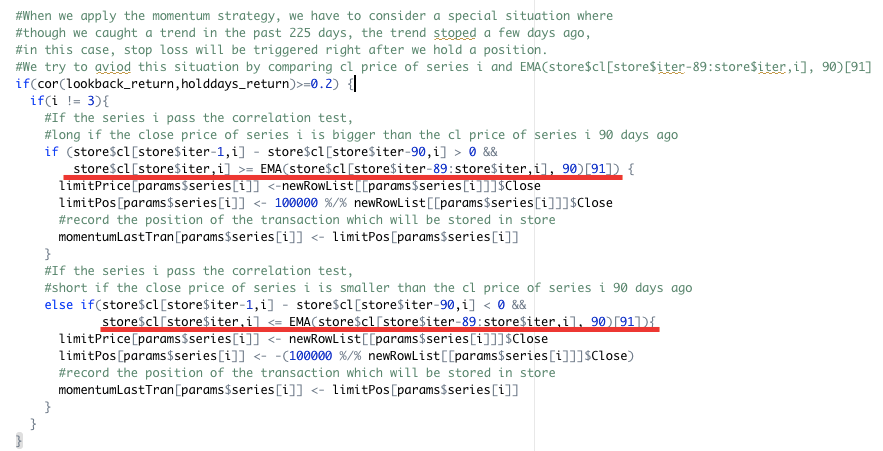 #When we apply the momentum strategy, we have to consider a special situation where
#though we caught a trend in the past 225 days, the trend stoped a few days ago,
#in this case, stop loss will be triggered right after we hold a position.
#We try to aviod this situation by comparing cl price of series i and EMA(store$cl[store$iter-89:store$iter,i], 90)[91]
if(cor(lookback_return,holddays_return)>=0.2) {
if(i != 3){
#If the series i pass the correlation test,
#long if the close price of series i is bigger than the cl price of series i 90 days ago
if (store$cl[store$iter-1,i] - store$cl[store$iter-90,i] > 0 &&
store$cl[store$iter,i] >= EMA(store$cl[store$iter-89:store$iter,i], 90)[91]) {
limitPrice[params$series[i]] <-newRowList[[params$series[i]]]$Close
limitPos[params$series[i]] <- 100000 %/% newRowList[[params$series[i]]]$Close
#record the position of the transaction which will be stored in store
momentumLastTran[params$series[i]] <- limitPos[params$series[i]]
}
#If the series i pass the correlation test,
#short if the close price of series i is smaller than the cl price of series i 90 days ago
else if(store$cl[store$iter-1,i] - store$cl[store$iter-90,i] < 0 &&
store$cl[store$iter,i] <= EMA(store$cl[store$iter-89:store$iter,i], 90)[91]){
limitPrice[params$series[i]] <- newRowList[[params$series[i]]]$Close
limitPos[params$series[i]] <- -(100000 %/% newRowList[[params$series[i]]]$Close)
#record the position of the transaction which will be stored in store
momentumLastTran[params$series[i]] <- limitPos[params$series[i]]
}
}
}